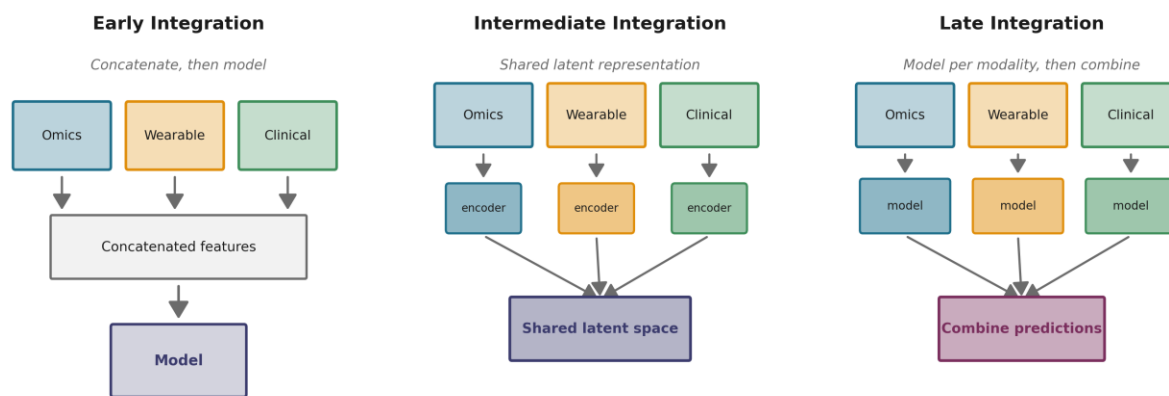 Early Integration
Concatenate, then model
Omics
Wearable
Clinical
Concatenated features
Model
Intermediate Integration
Shared latent representation
Omics
Wearable
Clinical
encoder
encoder
encoder
Shared latent space
Late Integration
Model per modality, then combine
Omics
Wearable
Clinical
model
model
model
Combine predictions